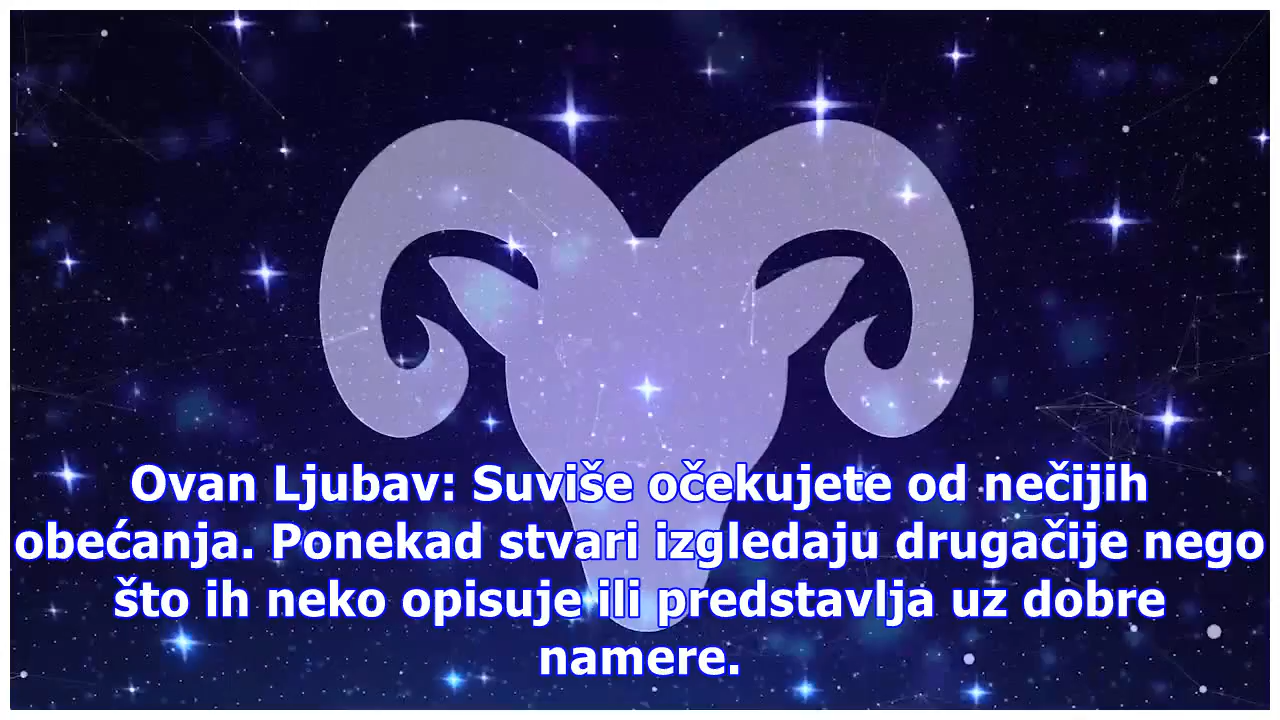 Ovan Ljubav: Suviše očekujete od nečijih
obećanja. Ponekad stvari izgledaju drugačije nego
što ih neko opisuje ili predstavlja uz dobre
namere.